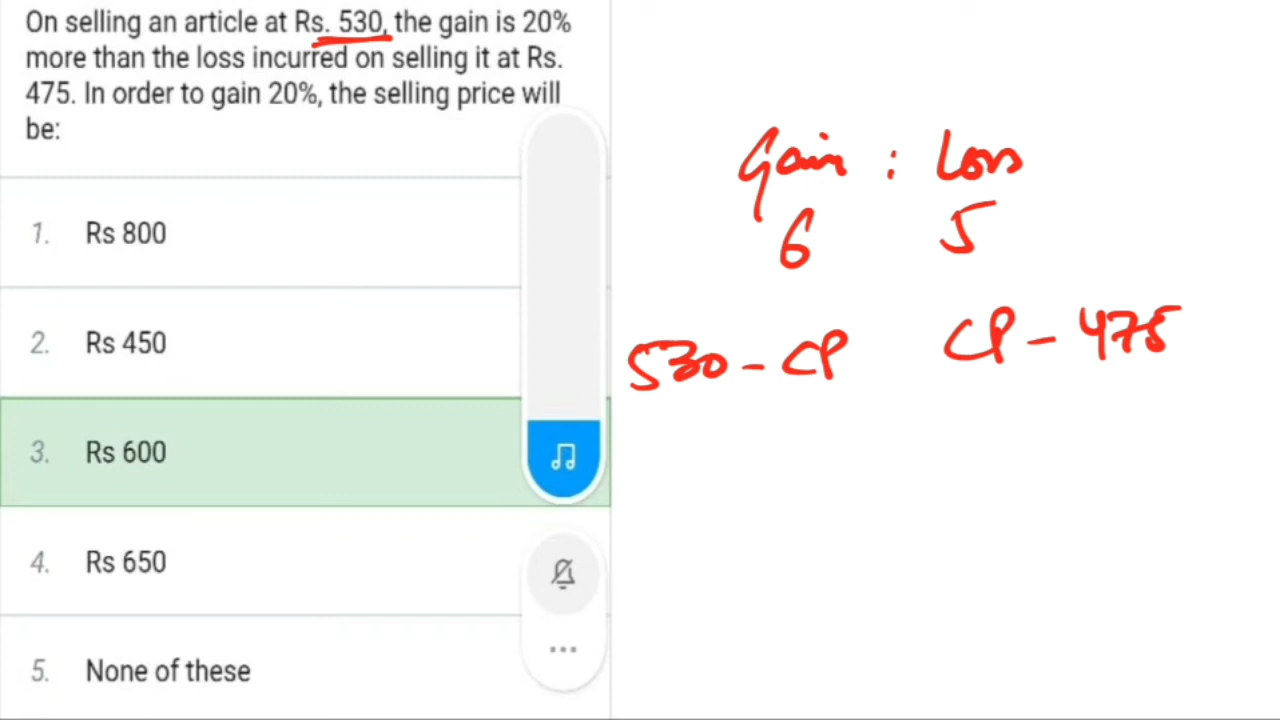 On selling an article at Rs. 530, the gain is 20%
more than the loss incurred on selling it at Rs.
475. In order to gain 20%, the selling price will
be:
1. Rs 800
2. Rs 450
3. Rs 600
4. Rs 650
5. None of these
Gain : Loss
6 5
530 - CP CP - 475